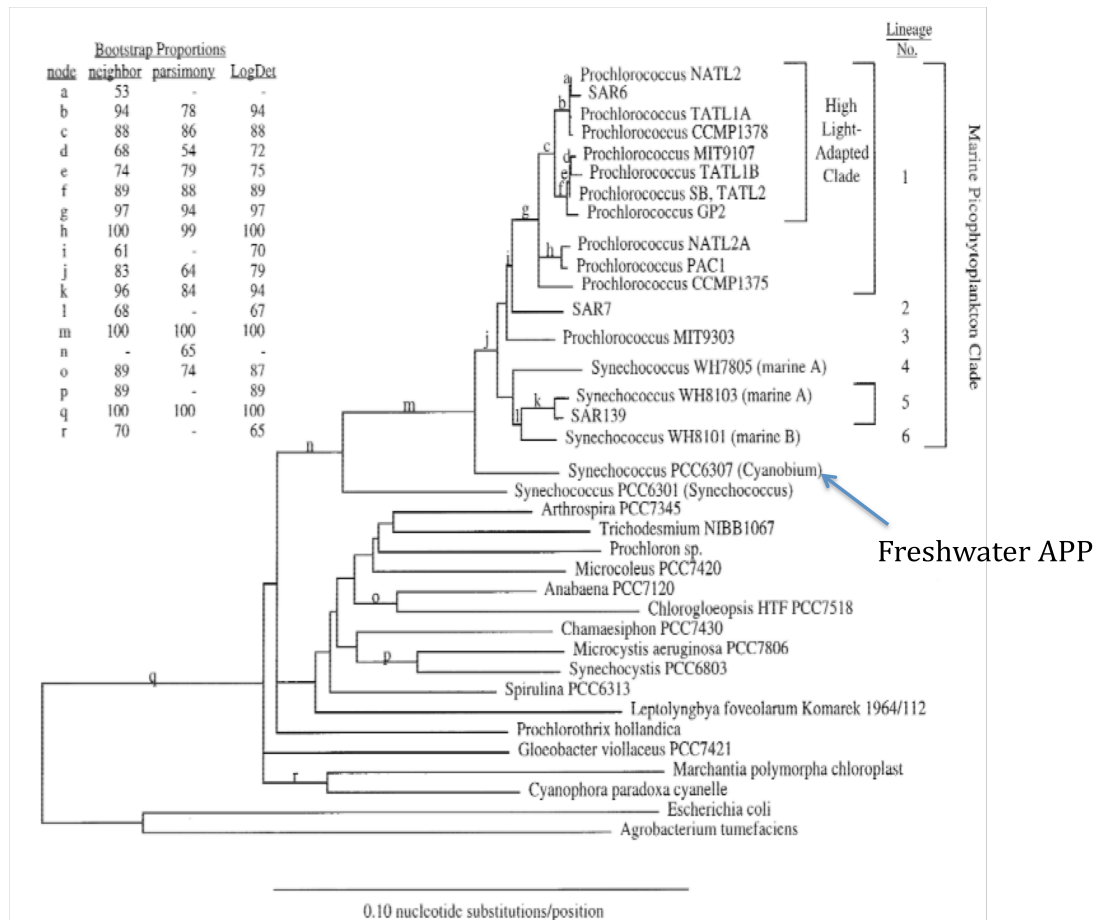 Bootstrap Proportions
node neighbor parsimony LogDet
a 53 - -
b 94 78 94
c 88 86 88
d 68 54 72
e 74 79 75
f 89 88 89
g 97 94 97
h 100 99 100
i 61 - 70
j 83 64 79
k 96 84 94
l 68 - 67
m 100 100 100
n - 65 -
o 89 74 87
p 89 - 89
q 100 100 100
r 70 - 65
Lineage
No.
a Prochlorococcus NATL2
SAR6
b Prochlorococcus TATL1A
Prochlorococcus CCMP1378
c
d Prochlorococcus MIT9107
e Prochlorococcus TATL1B
f Prochlorococcus SB, TATL2
Prochlorococcus GP2
High
Light-
Adapted
Clade
1
g
h Prochlorococcus NATL2A
Prochlorococcus PAC1
Prochlorococcus CCMP1375
i
SAR7 2
Prochlorococcus MIT9303 3
j
Synechococcus WH7805 (marine A) 4
k Synechococcus WH8103 (marine A)
SAR139
5
l
Synechococcus WH8101 (marine B) 6
Marine Picophytoplankton Clade
m
Synechococcus PCC6307 (Cyanobium)
n
Synechococcus PCC6301 (Synechococcus)
Freshwater APP
Arthrospira PCC7345
Trichodesmium NIBB1067
Prochloron sp.
Microcoleus PCC7420
Anabaena PCC7120
o
Chlorogloeopsis HTF PCC7518
Chamaesiphon PCC7430
Microcystis aeruginosa PCC7806
p
Synechocystis PCC6803
q
Spirulina PCC6313
Leptolyngbya foveolarum Komarek 1964/112
Prochlorothrix hollandica
Gloeobacter viollaceus PCC7421
r
Marchantia polymorpha chloroplast
Cyanophora paradoxa cyanelle
Escherichia coli
Agrobacterium tumefaciens
0.10 nucleotide substitutions/position